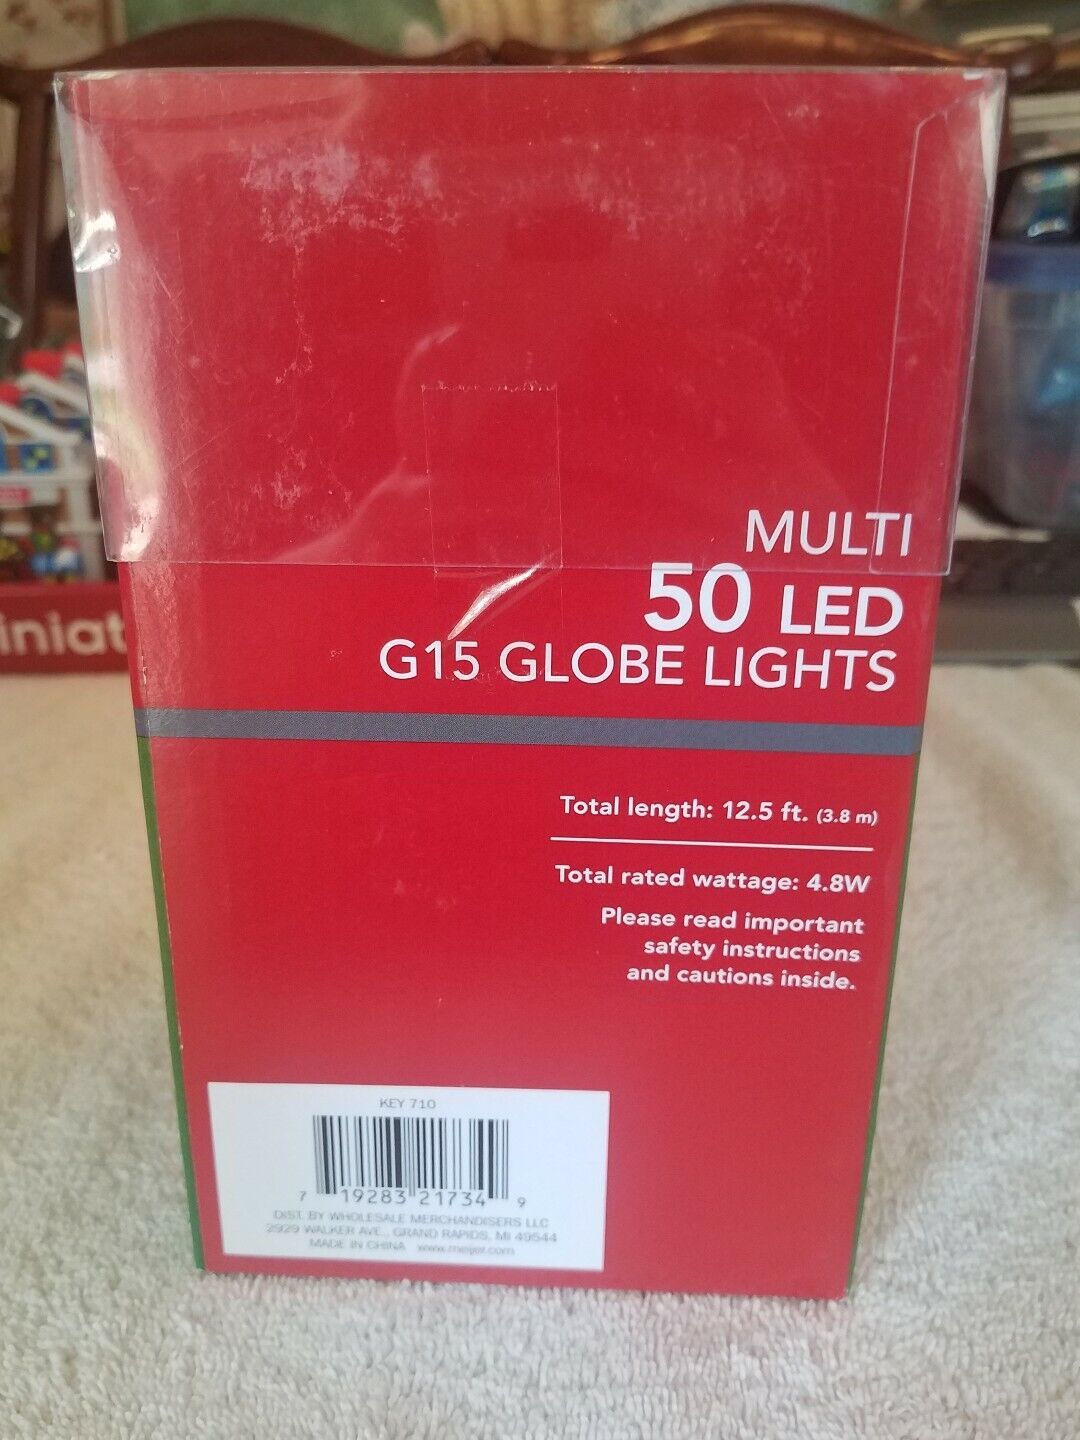 MULTI
50 LED
G15 GLOBE LIGHTS
Total length: 12.5 ft. (3.8 m)
Total rated wattage: 4.8W
Please read important
safety instructions
and cautions inside.
iniat
KEY 710
7 19283 21734 9
DIST. BY WHOLESALE MERCHANDISERS LLC
2929 WALKER AVE., GRAND RAPIDS, MI 49544
MADE IN CHINA www.meijer.com